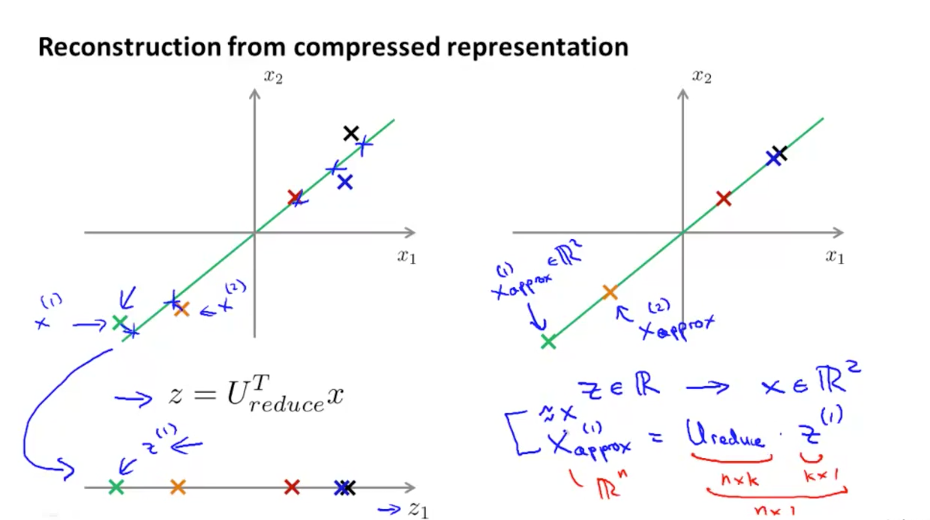 Reconstruction from compressed representation
x₂
x₁
x⁽¹⁾
x⁽²⁾
→ z = Uᵀreduce x
z⁽¹⁾
→ z₁
x₂
x₁
x⁽¹⁾approx ∈ ℝ²
x⁽²⁾approx
z ∈ ℝ → x ∈ ℝ²
≈ x
x⁽¹⁾approx = Ureduce · z⁽¹⁾
ℝⁿ
n×k
k×1
n×1